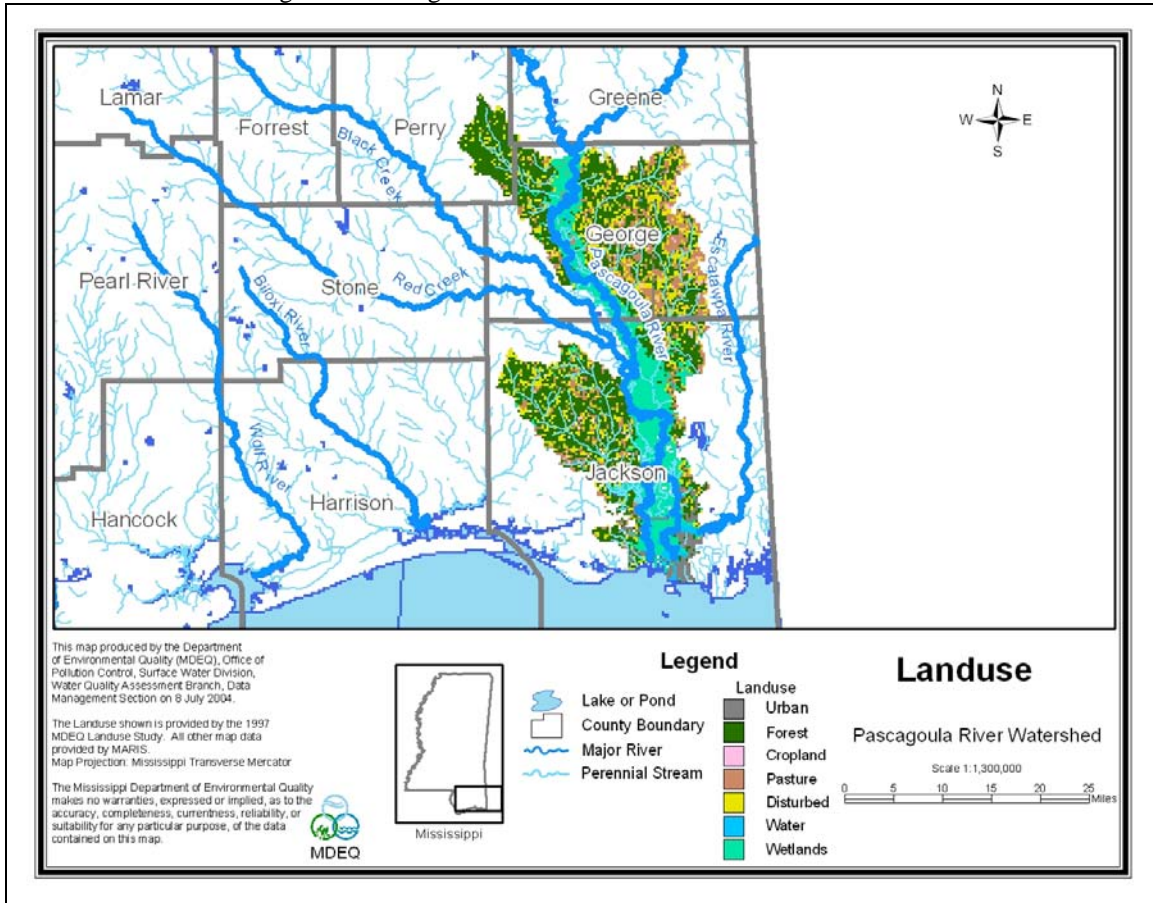 Lamar
Forrest
Perry
Greene
N
W
E
S
Black Creek
George
Pearl River
Stone
Red Creek
Biloxi River
Pascagoula River
Escatawpa River
Wolf River
Jackson
Harrison
Hancock
This map produced by the Department
of Environmental Quality (MDEQ), Office of
Pollution Control, Surface Water Division,
Water Quality Assessment Branch, Data
Management Section on 8 July 2004.
The Landuse shown is provided by the 1997
MDEQ Landuse Study. All other map data
provided by MARIS.
Map Projection: Mississippi Transverse Mercator
The Mississippi Department of Environmental Quality
makes no warranties, expressed or implied, as to the
accuracy, completeness, currentness, reliability, or
suitability for any particular purpose, of the data
contained on this map.
MDEQ
Mississippi
Legend
Lake or Pond
County Boundary
Major River
Perennial Stream
Landuse
Urban
Forest
Cropland
Pasture
Disturbed
Water
Wetlands
Landuse
Pascagoula River Watershed
Scale 1:1,300,000
0 5 10 15 20 25
Miles